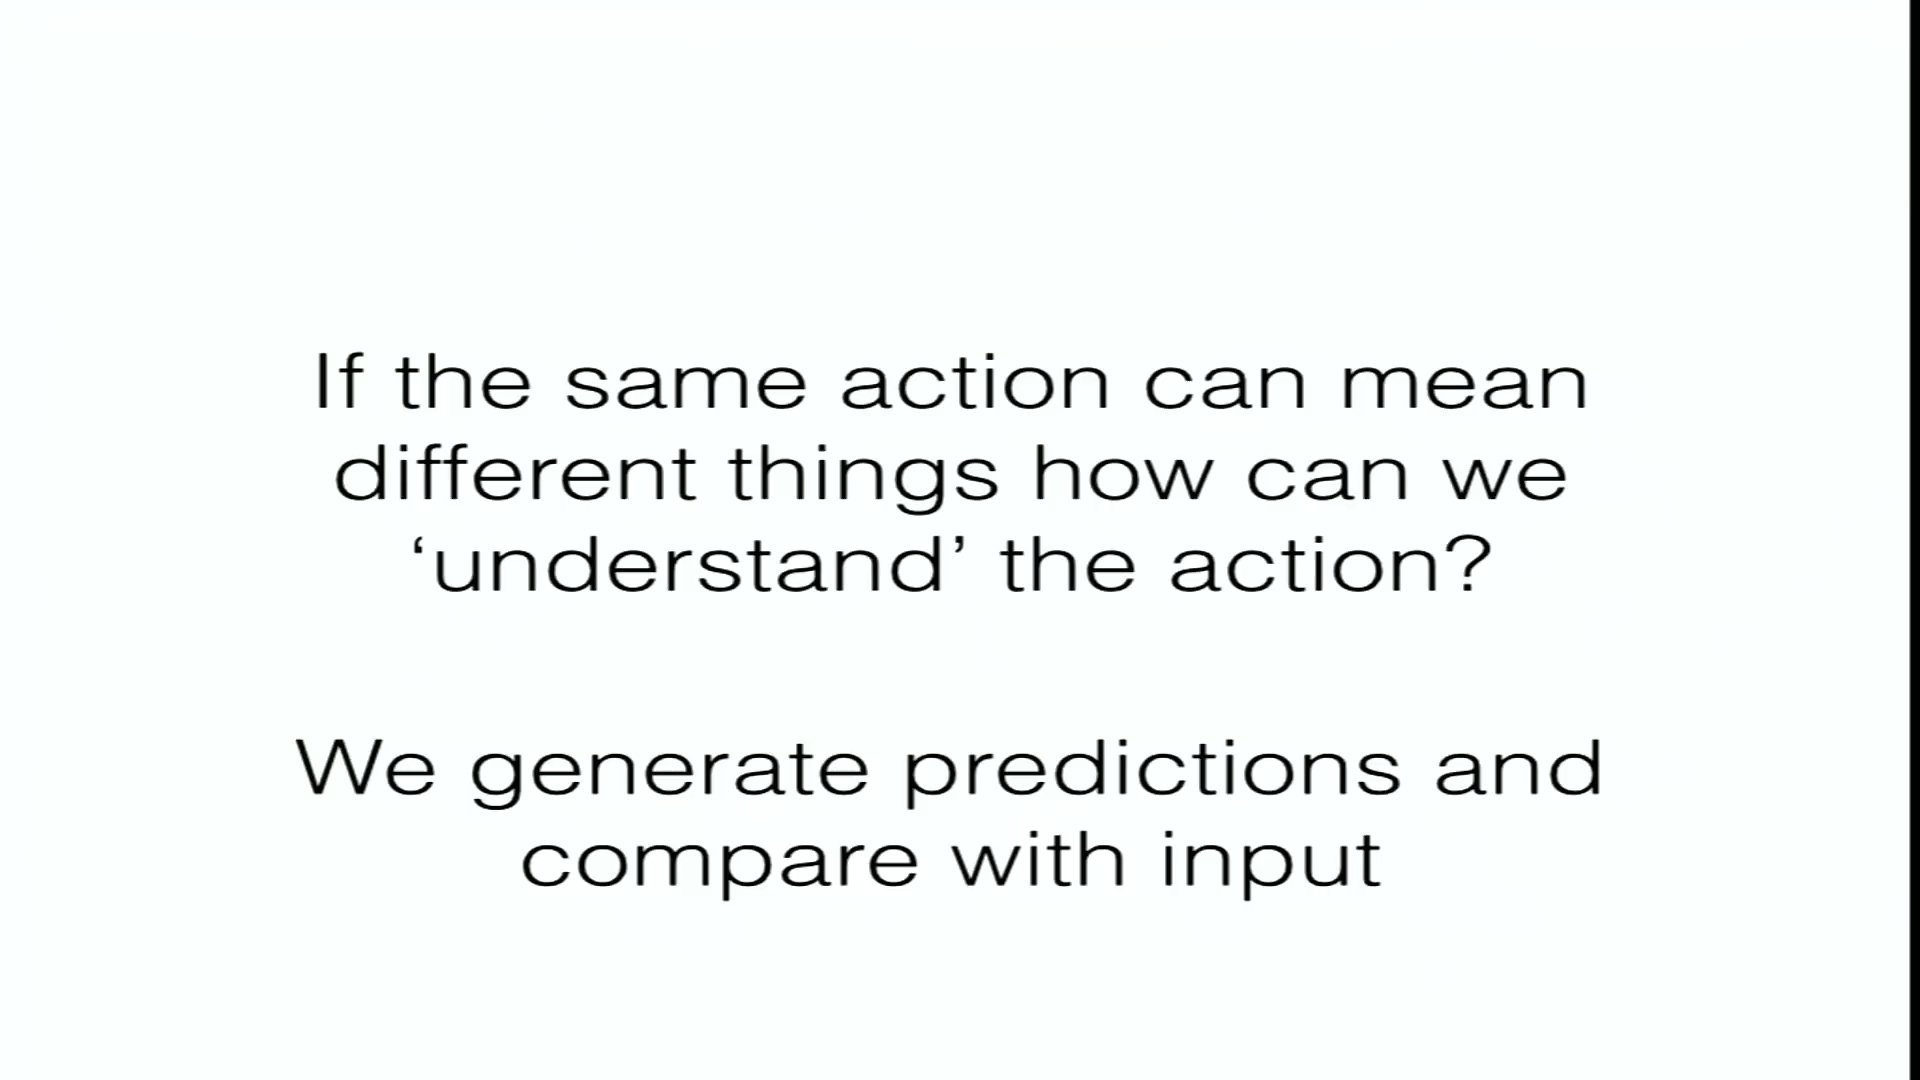 If the same action can mean
different things how can we
‘understand’ the action?
We generate predictions and
compare with input